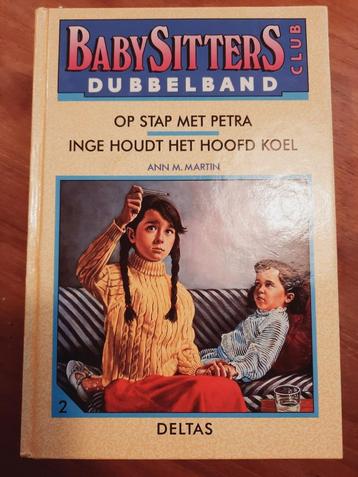 BABYSITTERS
CLUB
DUBBELBAND
OP STAP MET PETRA
INGE HOUDT HET HOOFD KOEL
ANN M. MARTIN
2
DELTAS